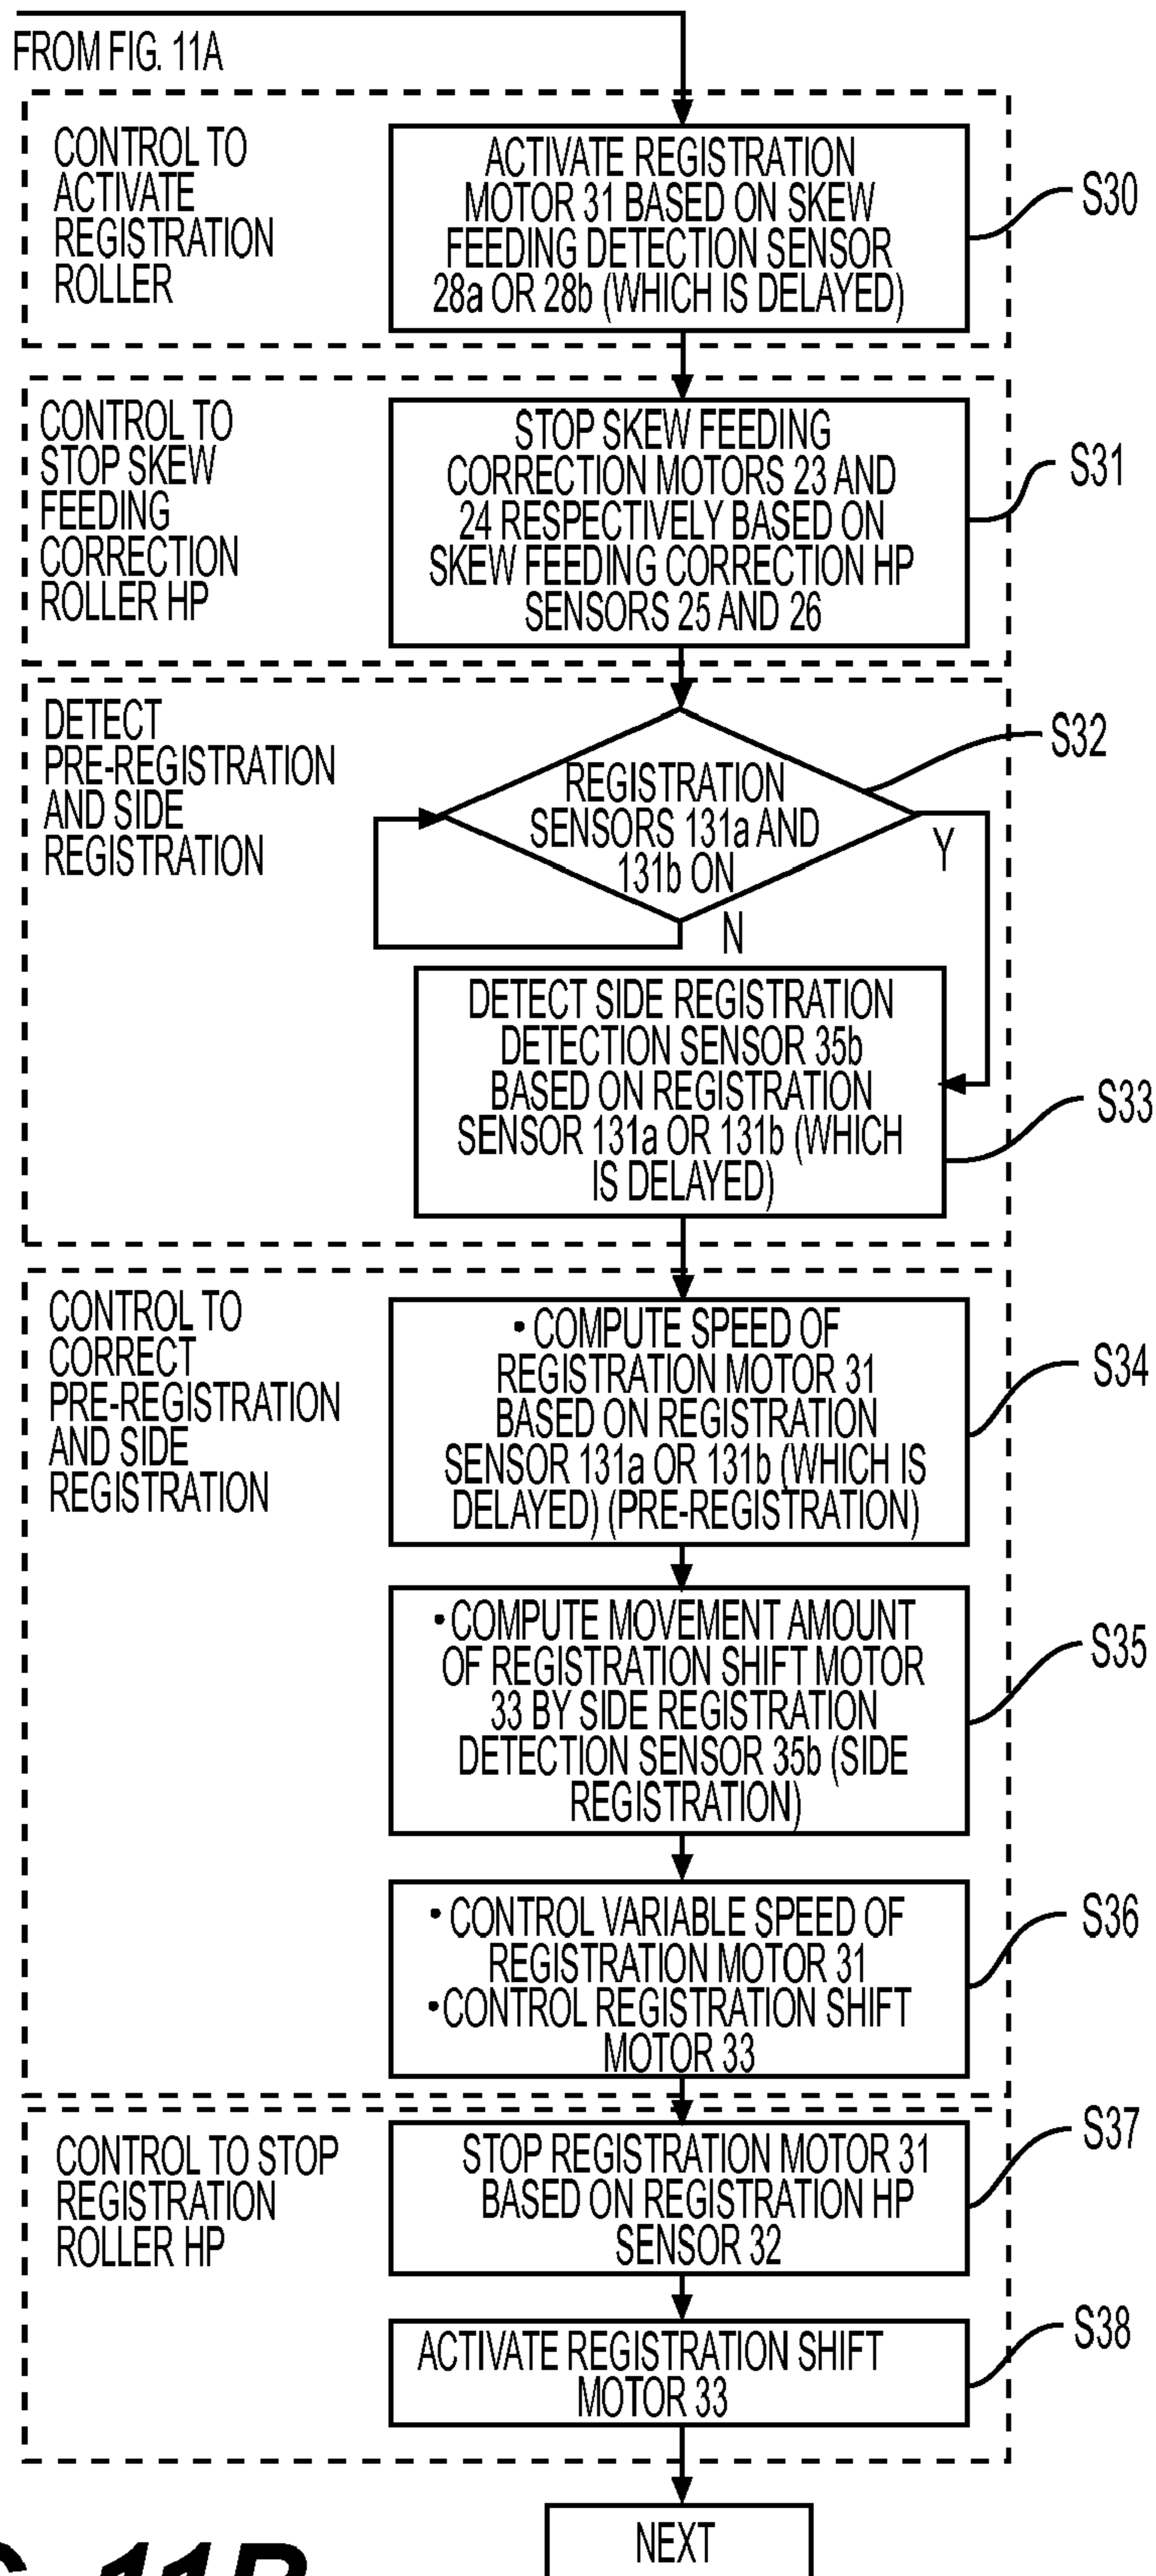 FROM FIG. 11A
CONTROL TO
ACTIVATE
REGISTRATION
ROLLER
ACTIVATE REGISTRATION
MOTOR 31 BASED ON SKEW
FEEDING DETECTION SENSOR
28a OR 28b (WHICH IS DELAYED)
S30
CONTROL TO
STOP SKEW
FEEDING
CORRECTION
ROLLER HP
STOP SKEW FEEDING
CORRECTION MOTORS 23 AND
24 RESPECTIVELY BASED ON
SKEW FEEDING CORRECTION HP
SENSORS 25 AND 26
S31
DETECT
PRE-REGISTRATION
AND SIDE
REGISTRATION
REGISTRATION
SENSORS 131a AND
131b ON
S32
Y
N
DETECT SIDE REGISTRATION
DETECTION SENSOR 35b
BASED ON REGISTRATION
SENSOR 131a OR 131b (WHICH
IS DELAYED)
S33
CONTROL TO
CORRECT
PRE-REGISTRATION
AND SIDE
REGISTRATION
• COMPUTE SPEED OF
REGISTRATION MOTOR 31
BASED ON REGISTRATION
SENSOR 131a OR 131b (WHICH IS
DELAYED) (PRE-REGISTRATION)
S34
• COMPUTE MOVEMENT AMOUNT
OF REGISTRATION SHIFT MOTOR
33 BY SIDE REGISTRATION
DETECTION SENSOR 35b (SIDE
REGISTRATION)
S35
• CONTROL VARIABLE SPEED OF
REGISTRATION MOTOR 31
• CONTROL REGISTRATION SHIFT
MOTOR 33
S36
CONTROL TO STOP
REGISTRATION
ROLLER HP
STOP REGISTRATION MOTOR 31
BASED ON REGISTRATION HP
SENSOR 32
S37
ACTIVATE REGISTRATION SHIFT
MOTOR 33
S38
NEXT